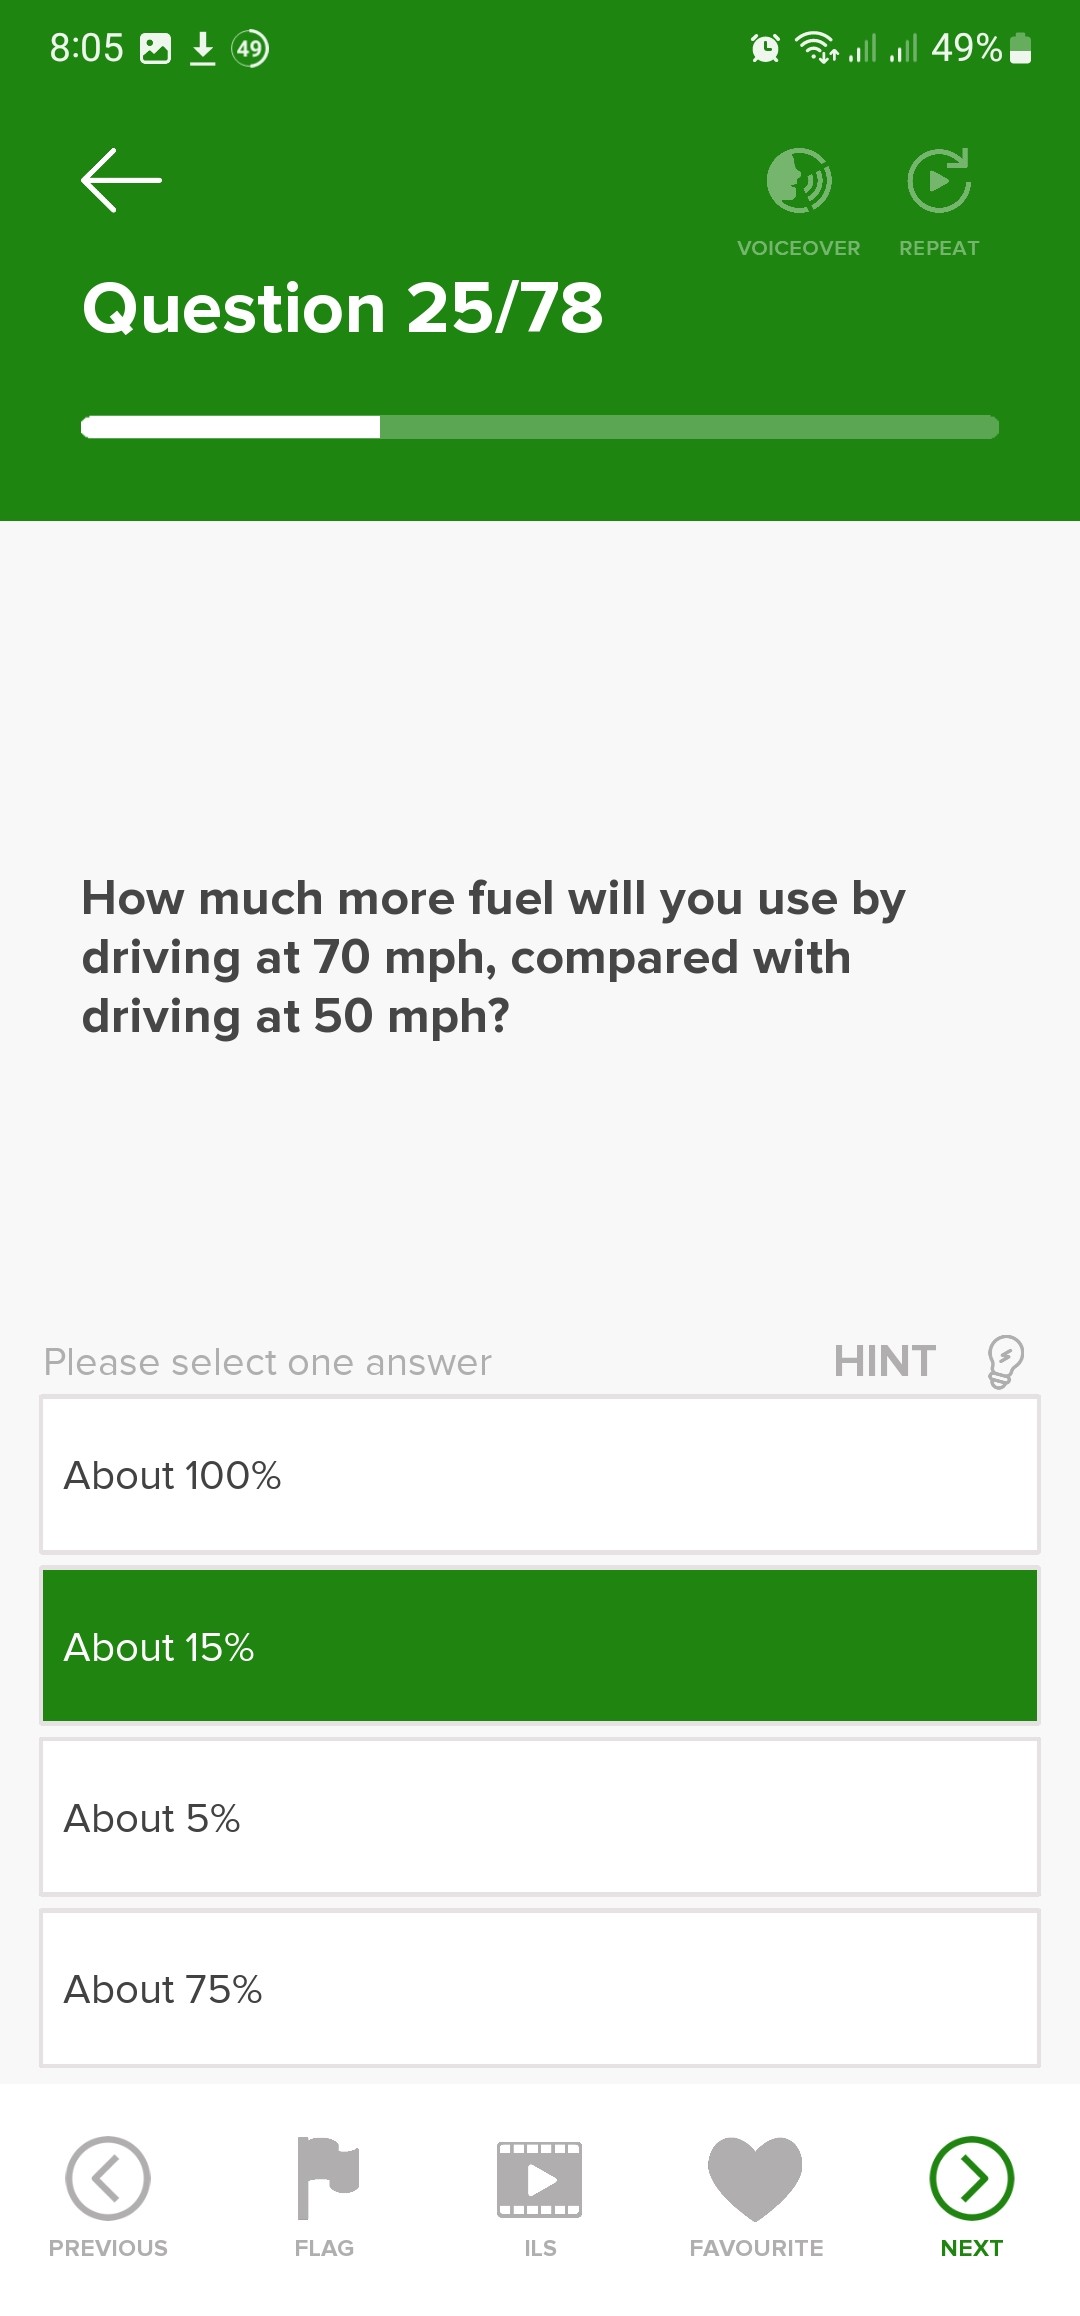 8:05 49 49%
VOICEOVER REPEAT
Question 25/78
How much more fuel will you use by
driving at 70 mph, compared with
driving at 50 mph?
Please select one answer HINT
About 100%
About 15%
About 5%
About 75%
PREVIOUS FLAG ILS FAVOURITE NEXT